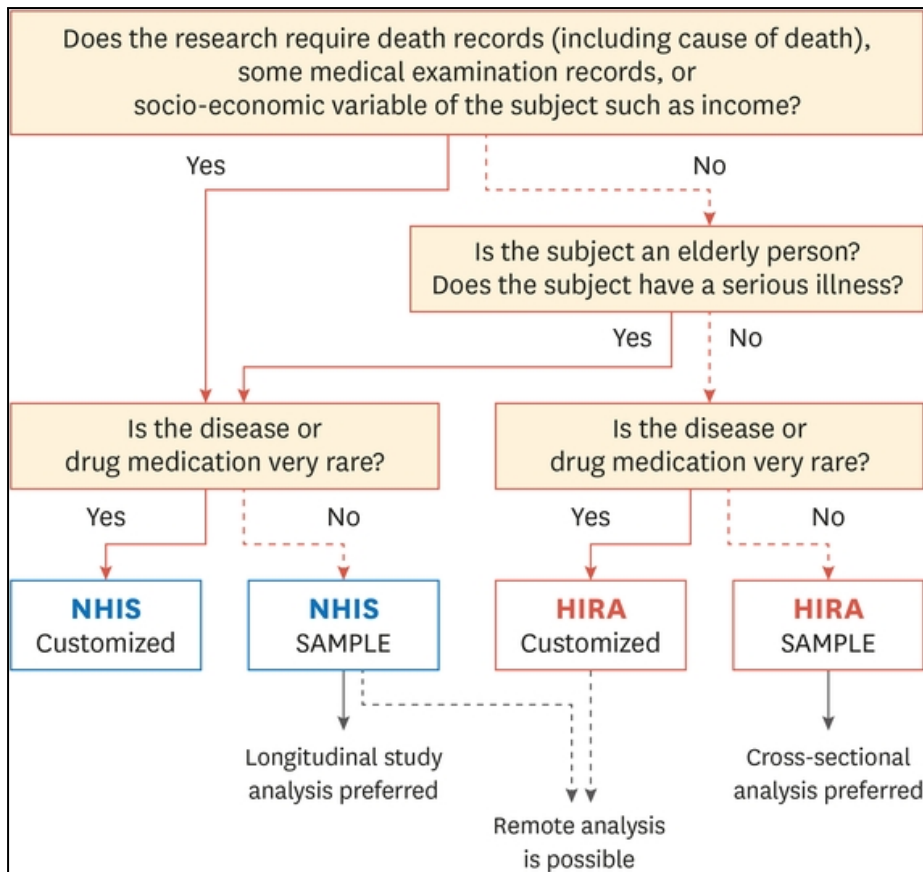 Does the research require death records (including cause of death),
some medical examination records, or
socio-economic variable of the subject such as income?
Yes
No
Is the subject an elderly person?
Does the subject have a serious illness?
Yes
No
Is the disease or
drug medication very rare?
Is the disease or
drug medication very rare?
Yes
No
Yes
No
NHIS
Customized
NHIS
SAMPLE
HIRA
Customized
HIRA
SAMPLE
Longitudinal study
analysis preferred
Cross-sectional
analysis preferred
Remote analysis
is possible